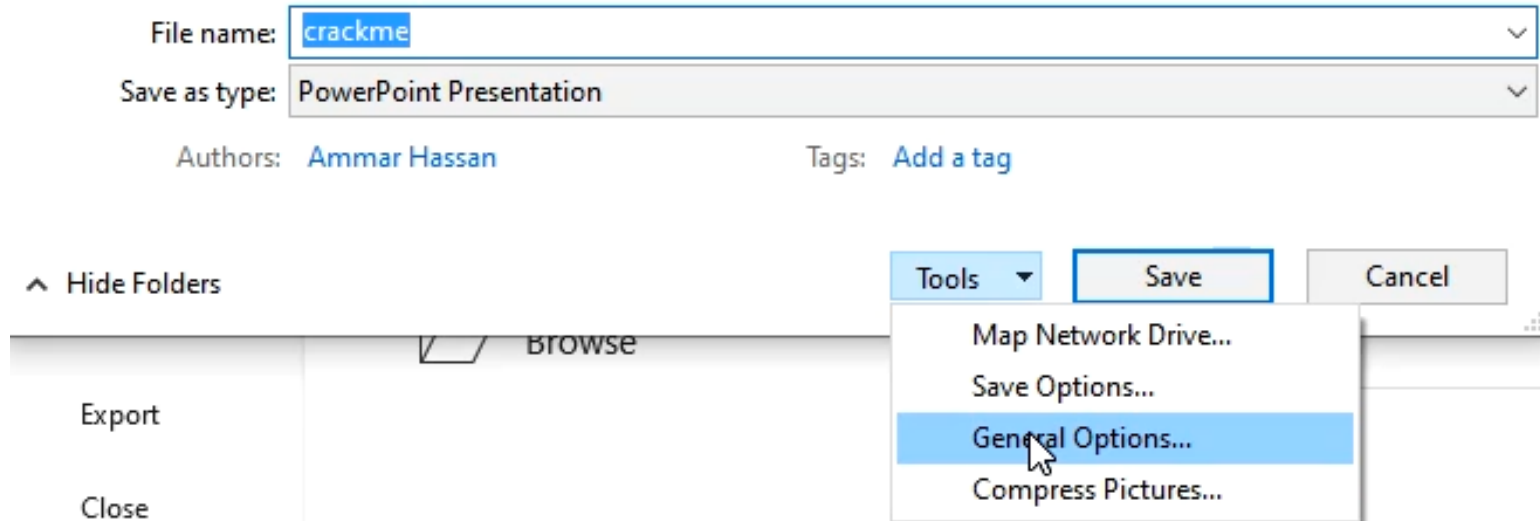 File name: crackme
Save as type: PowerPoint Presentation
Authors: Ammar Hassan Tags: Add a tag
Hide Folders Tools Save Cancel
Browse
Map Network Drive...
Save Options...
Export
General Options...
Compress Pictures...
Close